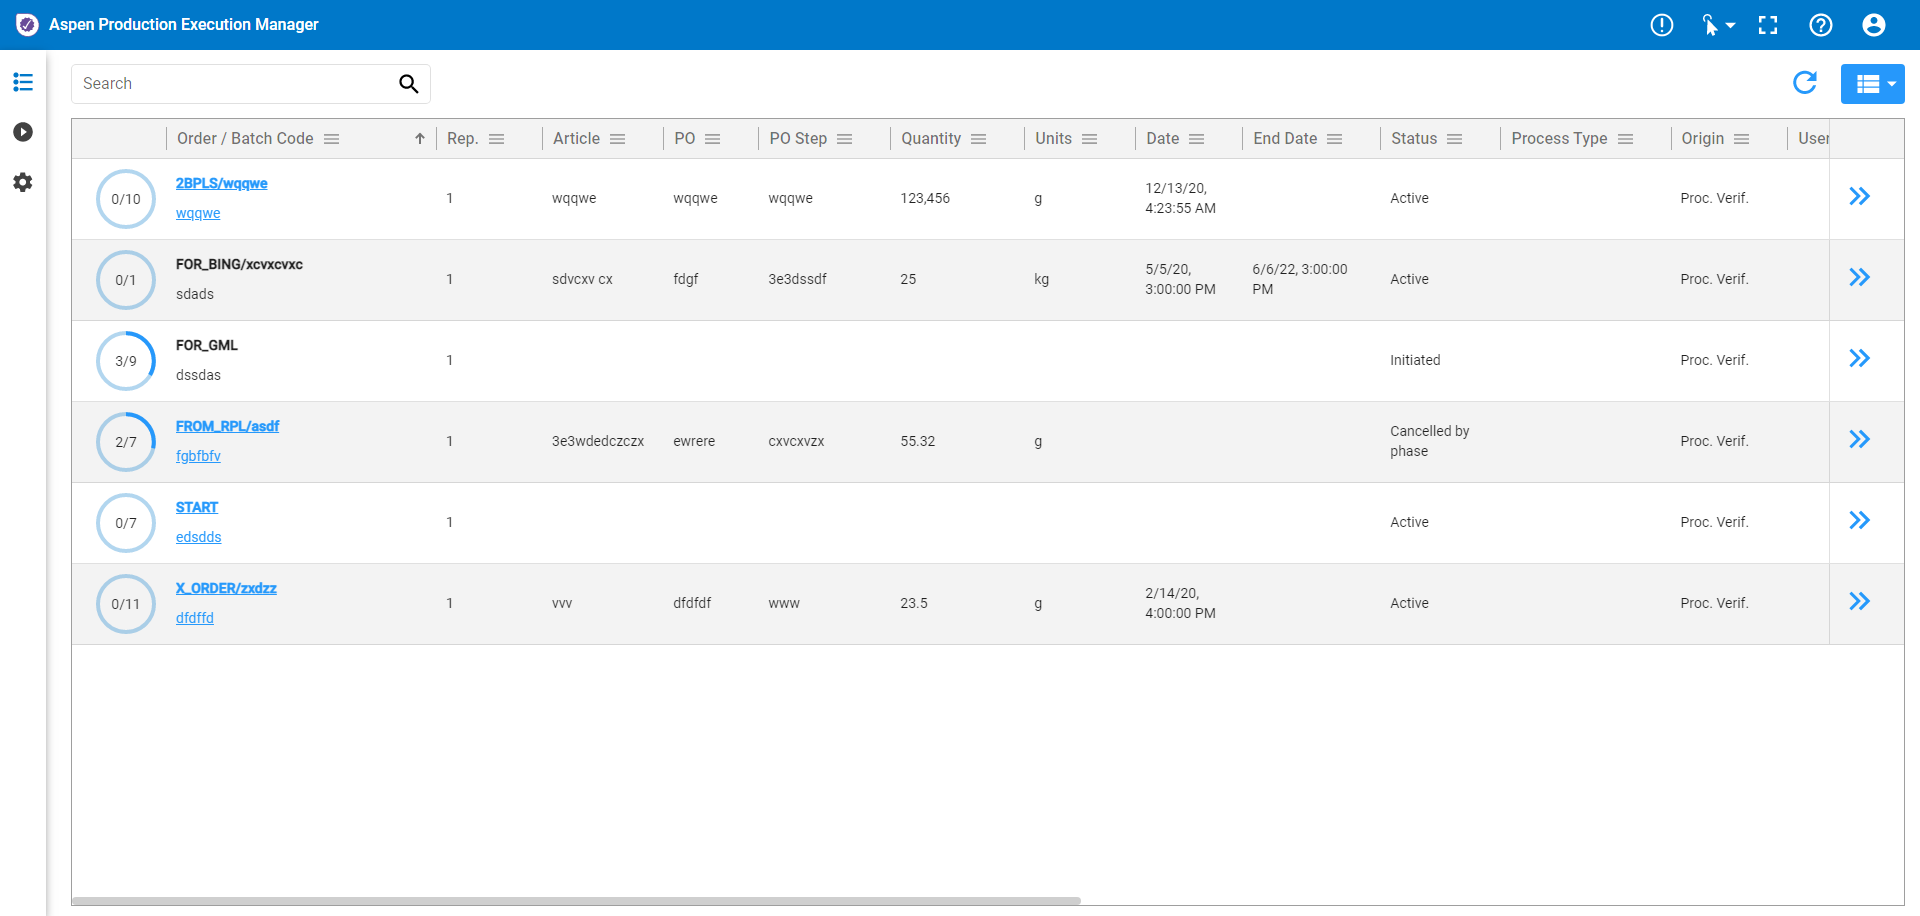 Aspen Production Execution Manager
Search
Order / Batch Code Rep. Article PO PO Step Quantity Units Date End Date Status Process Type Origin User
0/10 2BPLS/wqqwe 1 wqqwe wqqwe wqqwe 123,456 g 12/13/20, Active Proc. Verif.
wqqwe 4:23:55 AM
0/1 FOR_BING/xcvxcvxc 1 sdvcxv cx fdgf 3e3dssdf 25 kg 5/5/20, 6/6/22, 3:00:00 Active Proc. Verif.
sdads 3:00:00 PM PM
3/9 FOR_GML 1 Initiated Proc. Verif.
dssdas
2/7 FROM_RPL/asdf 1 3e3wdedczczx ewrere cxvcxvzx 55.32 g Cancelled by Proc. Verif.
fgbfbfv phase
0/7 START 1 Active Proc. Verif.
edsdds
0/11 X_ORDER/zxdzz 1 vvv dfdfdf www 23.5 g 2/14/20, Active Proc. Verif.
dfdffd 4:00:00 PM